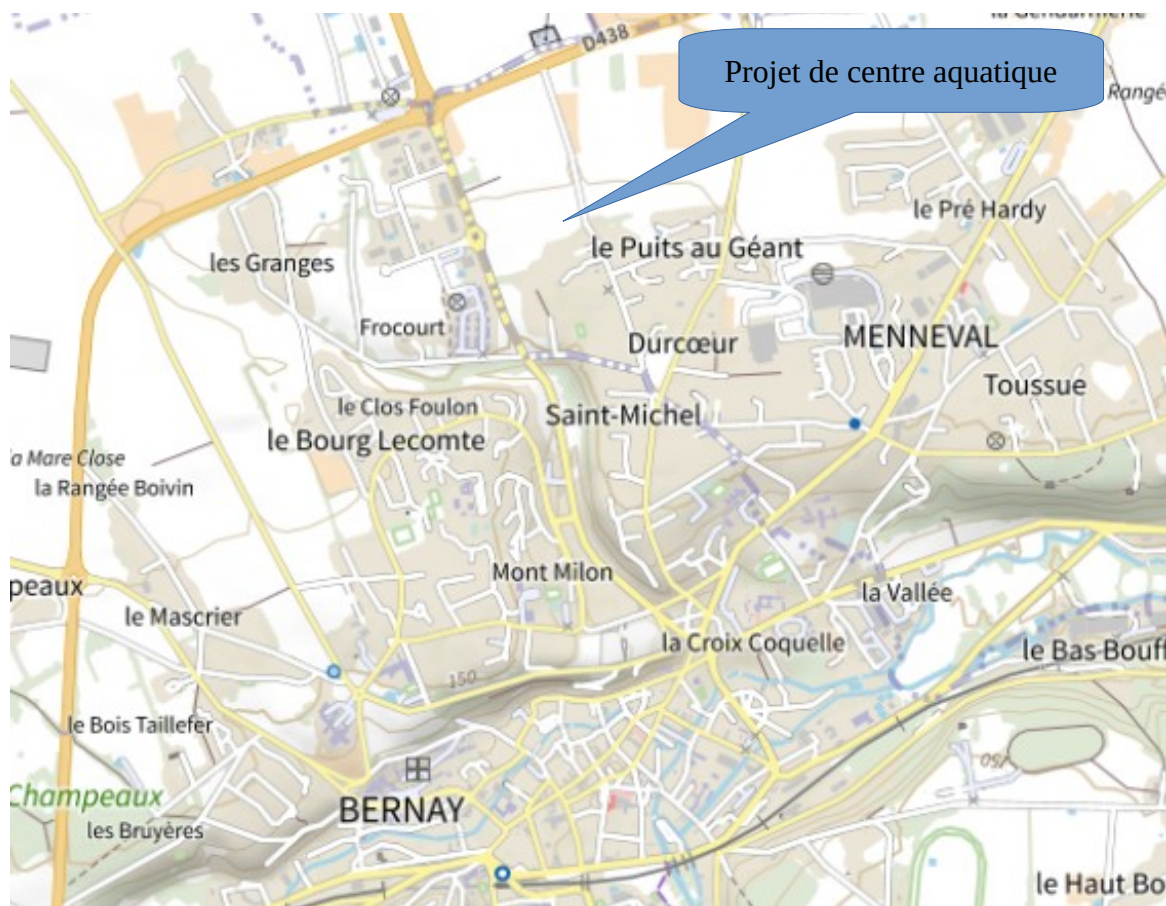 la Gendarmerie
D438
Projet de centre aquatique
Rangé
le Pré Hardy
le Puits au Géant
les Granges
Frocourt
Durcœur
MENNEVAL
Toussue
le Clos Foulon
Saint-Michel
le Bourg Lecomte
a Mare Close
la Rangée Boivin
Mont Milon
peaux
la Vallée
le Mascrier
la Croix Coquelle
le Bas Bouff
150
le Bois Taillefer
150
Champeaux
BERNAY
les Bruyères
le Haut Bo